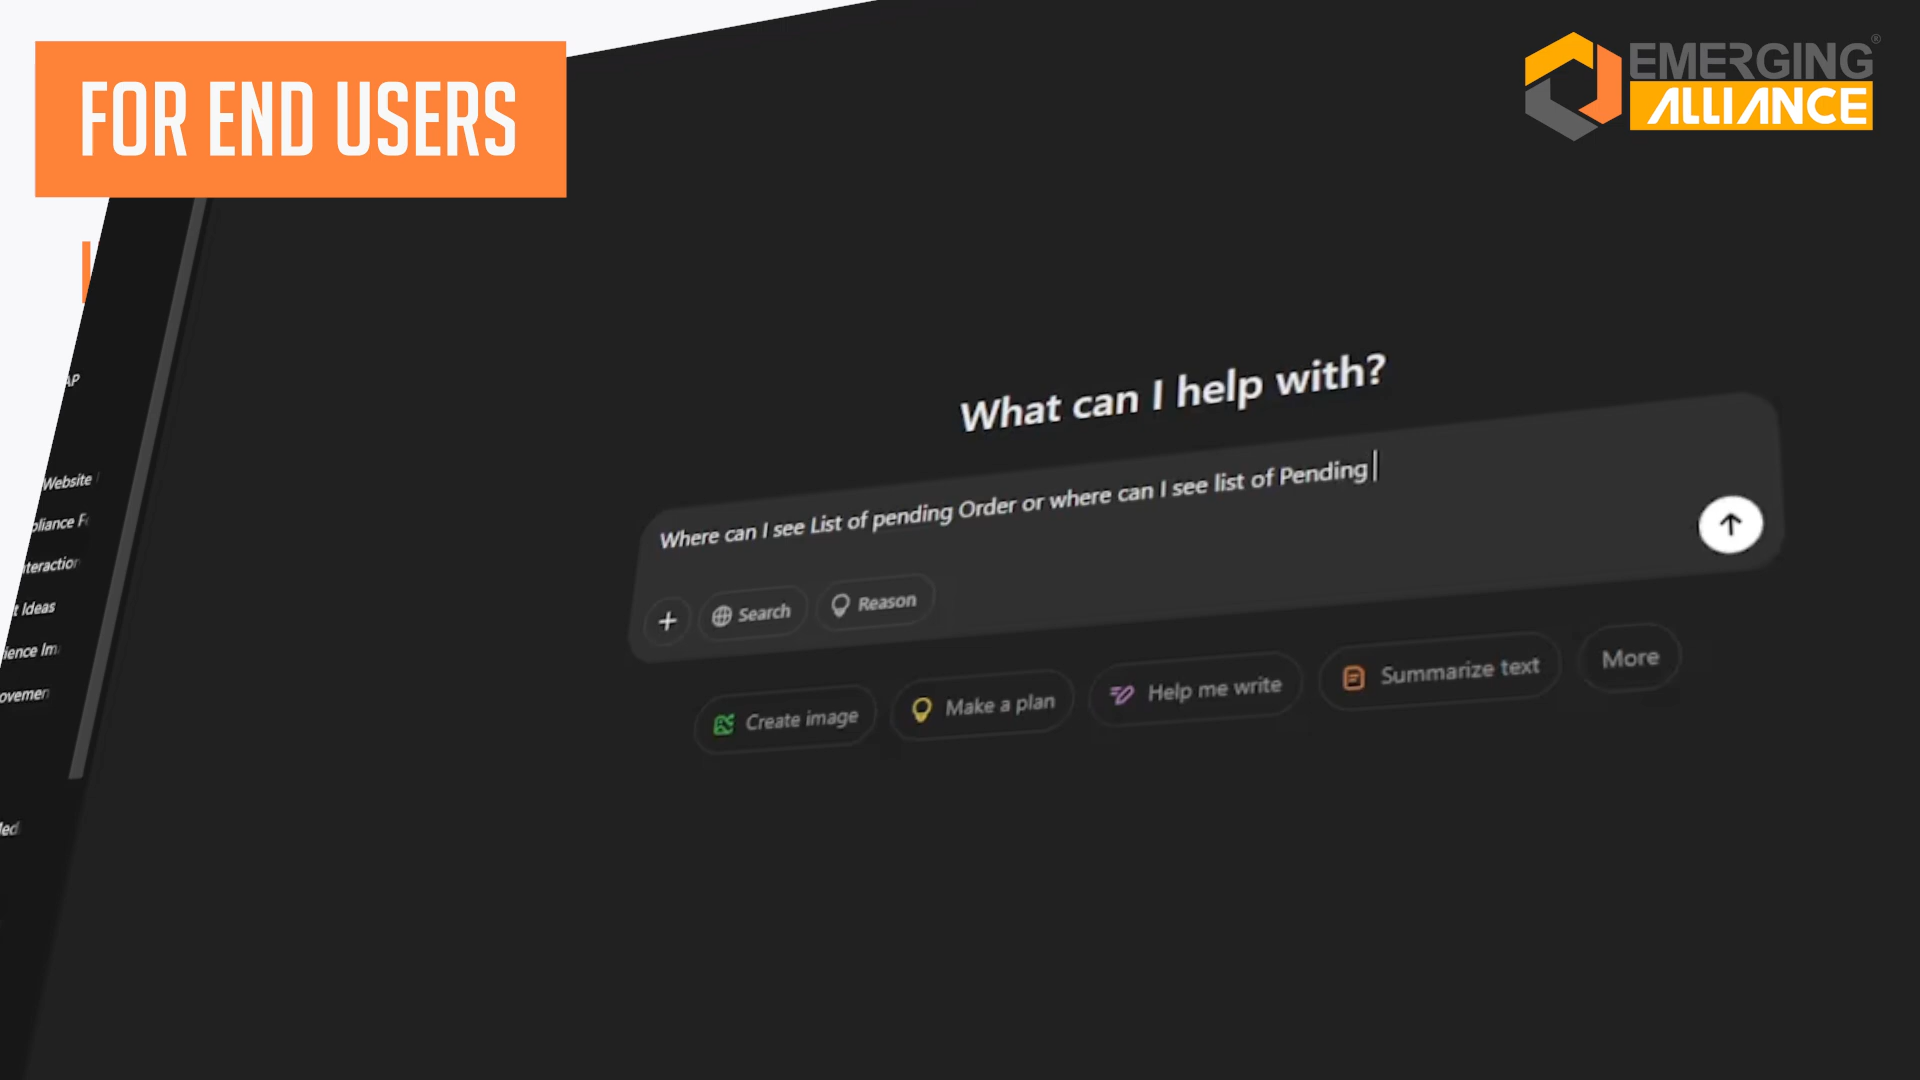 FOR END USERS
EMERGING®
ALLIANCE
AP
Website
Ideas
What can I help with?
Where can I see List of pending Order or where can I see list of Pending
Search
Reason
Create image
Make a plan
Help me write
Summarize text
More